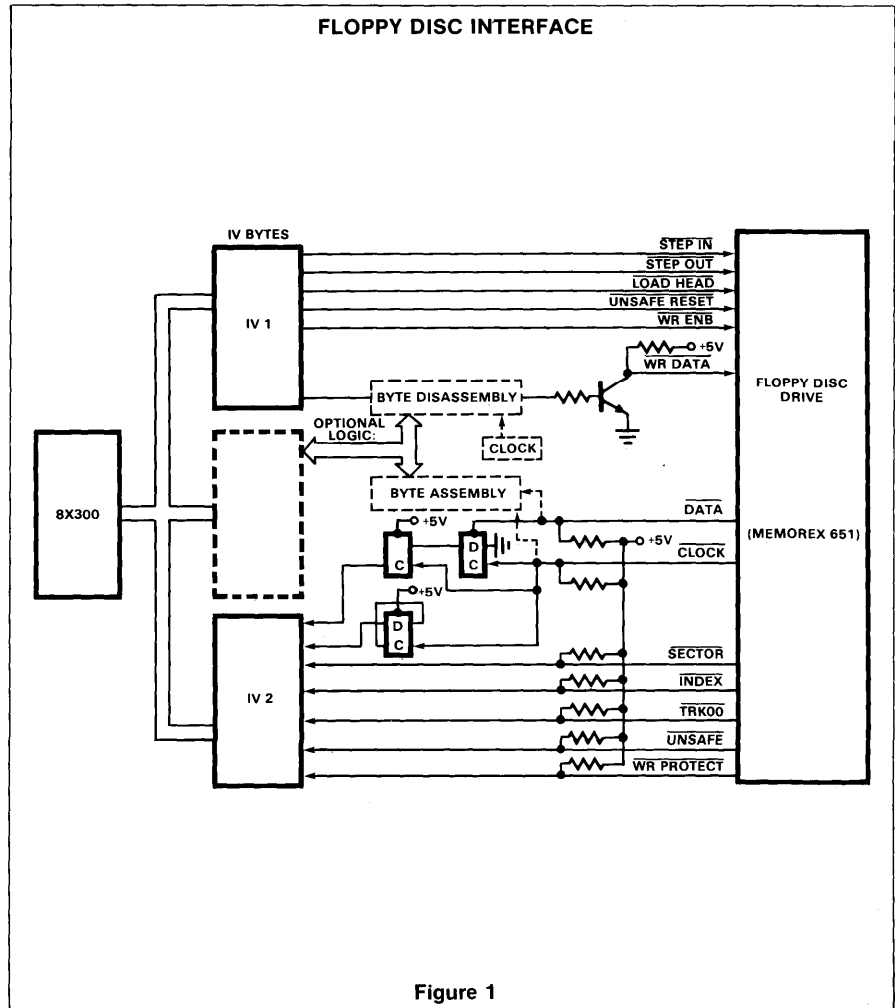 FLOPPY DISC INTERFACE
IV BYTES
IV 1
STEP IN
STEP OUT
LOAD HEAD
UNSAFE RESET
WR ENB
+5V
WR DATA
BYTE DISASSEMBLY
OPTIONAL
LOGIC:
CLOCK
FLOPPY DISC
DRIVE
BYTE ASSEMBLY
8X300
+5V
DATA
D
C
C
+5V
CLOCK
(MEMOREX 651)
+5V
D
C
IV 2
SECTOR
INDEX
TRK00
UNSAFE
WR PROTECT
Figure 1